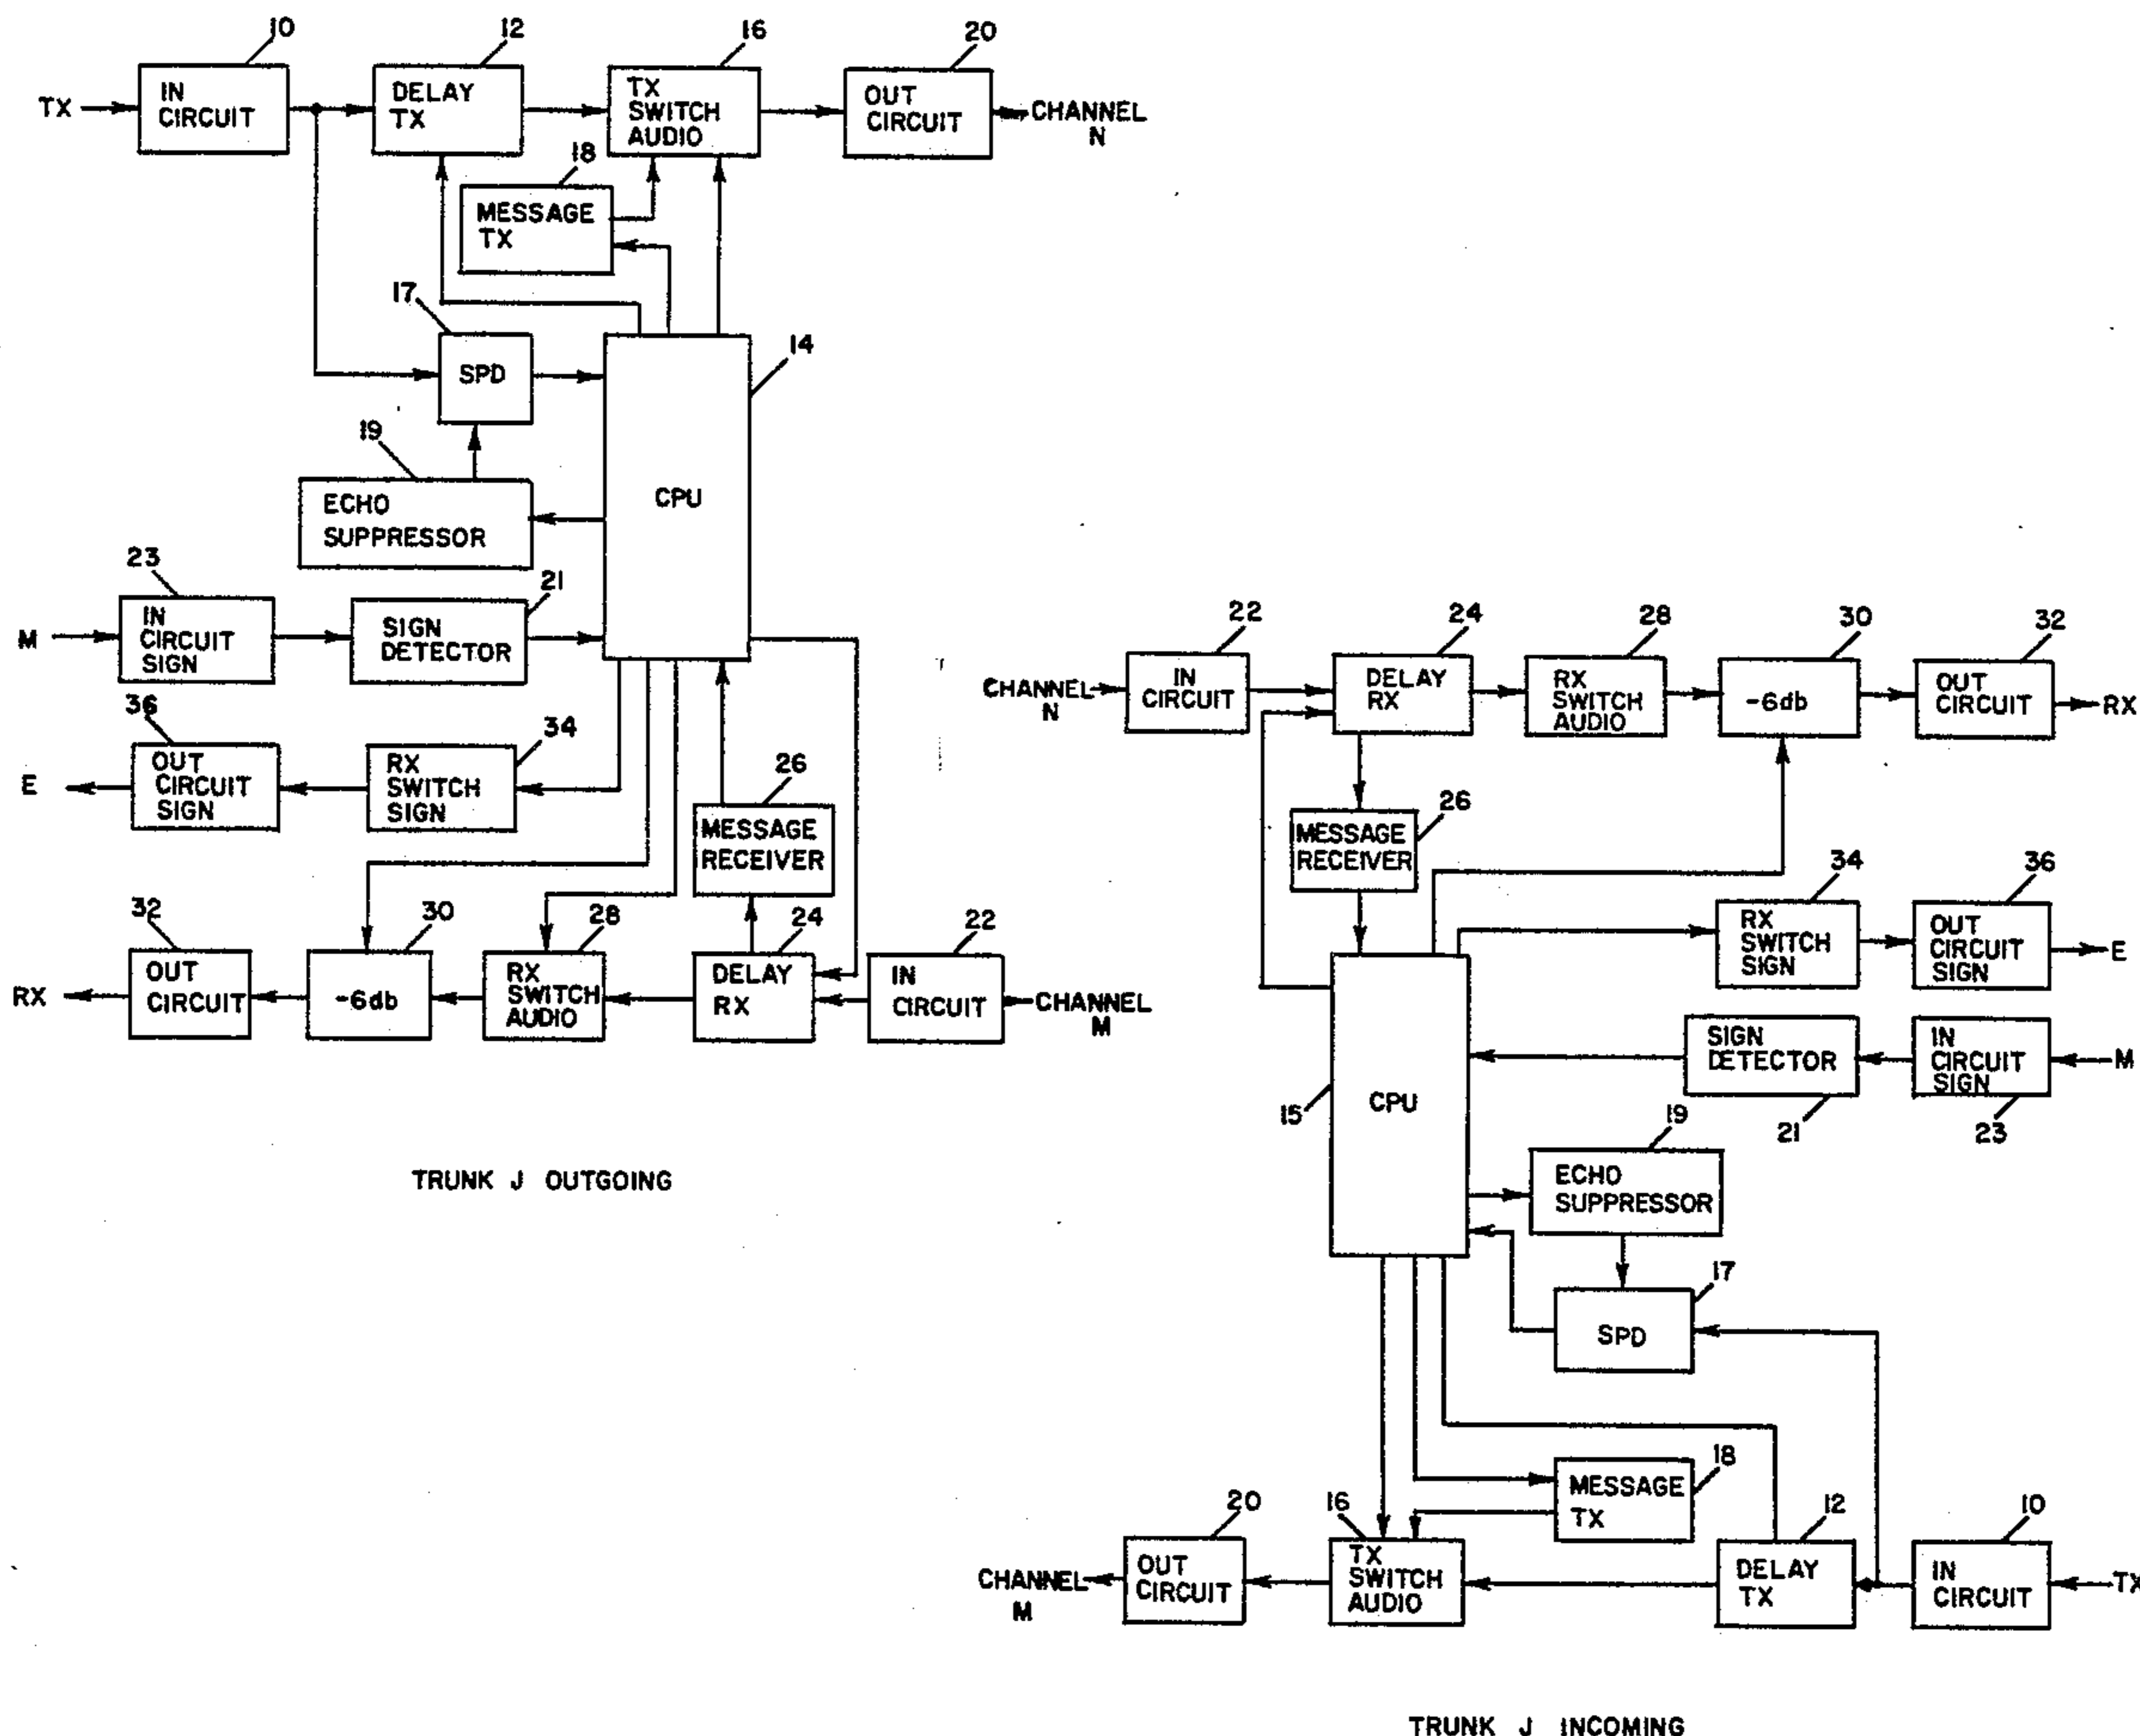 10
12
16
20
TX
IN
CIRCUIT
DELAY
TX
TX
SWITCH
AUDIO
OUT
CIRCUIT
CHANNEL
N
18
MESSAGE
TX
17
SPD
14
CPU
19
ECHO
SUPPRESSOR
23
21
M
IN
CIRCUIT
SIGN
SIGN
DETECTOR
36
34
E
OUT
CIRCUIT
SIGN
RX
SWITCH
SIGN
26
MESSAGE
RECEIVER
32
30
28
24
22
RX
OUT
CIRCUIT
-6db
RX
SWITCH
AUDIO
DELAY
RX
IN
CIRCUIT
CHANNEL
M
TRUNK J OUTGOING
22
24
28
30
32
CHANNEL
N
IN
CIRCUIT
DELAY
RX
RX
SWITCH
AUDIO
-6db
OUT
CIRCUIT
RX
26
MESSAGE
RECEIVER
34
36
RX
SWITCH
SIGN
OUT
CIRCUIT
SIGN
E
15
CPU
SIGN
DETECTOR
IN
CIRCUIT
SIGN
M
21
23
19
ECHO
SUPPRESSOR
17
SPD
18
MESSAGE
TX
20
16
12
10
CHANNEL
M
OUT
CIRCUIT
TX
SWITCH
AUDIO
DELAY
TX
IN
CIRCUIT
TX
TRUNK J INCOMING